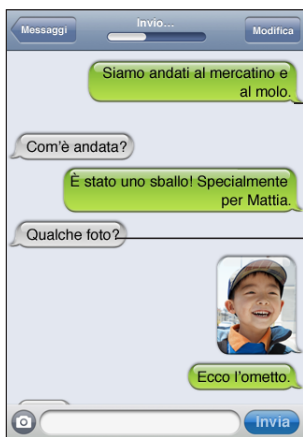 Messaggi
Invio...
Modifica
Siamo andati al mercatino e
al molo.
Com'è andata?
È stato uno sballo! Specialmente
per Mattia.
Qualche foto?
Ecco l'ometto.
Invia